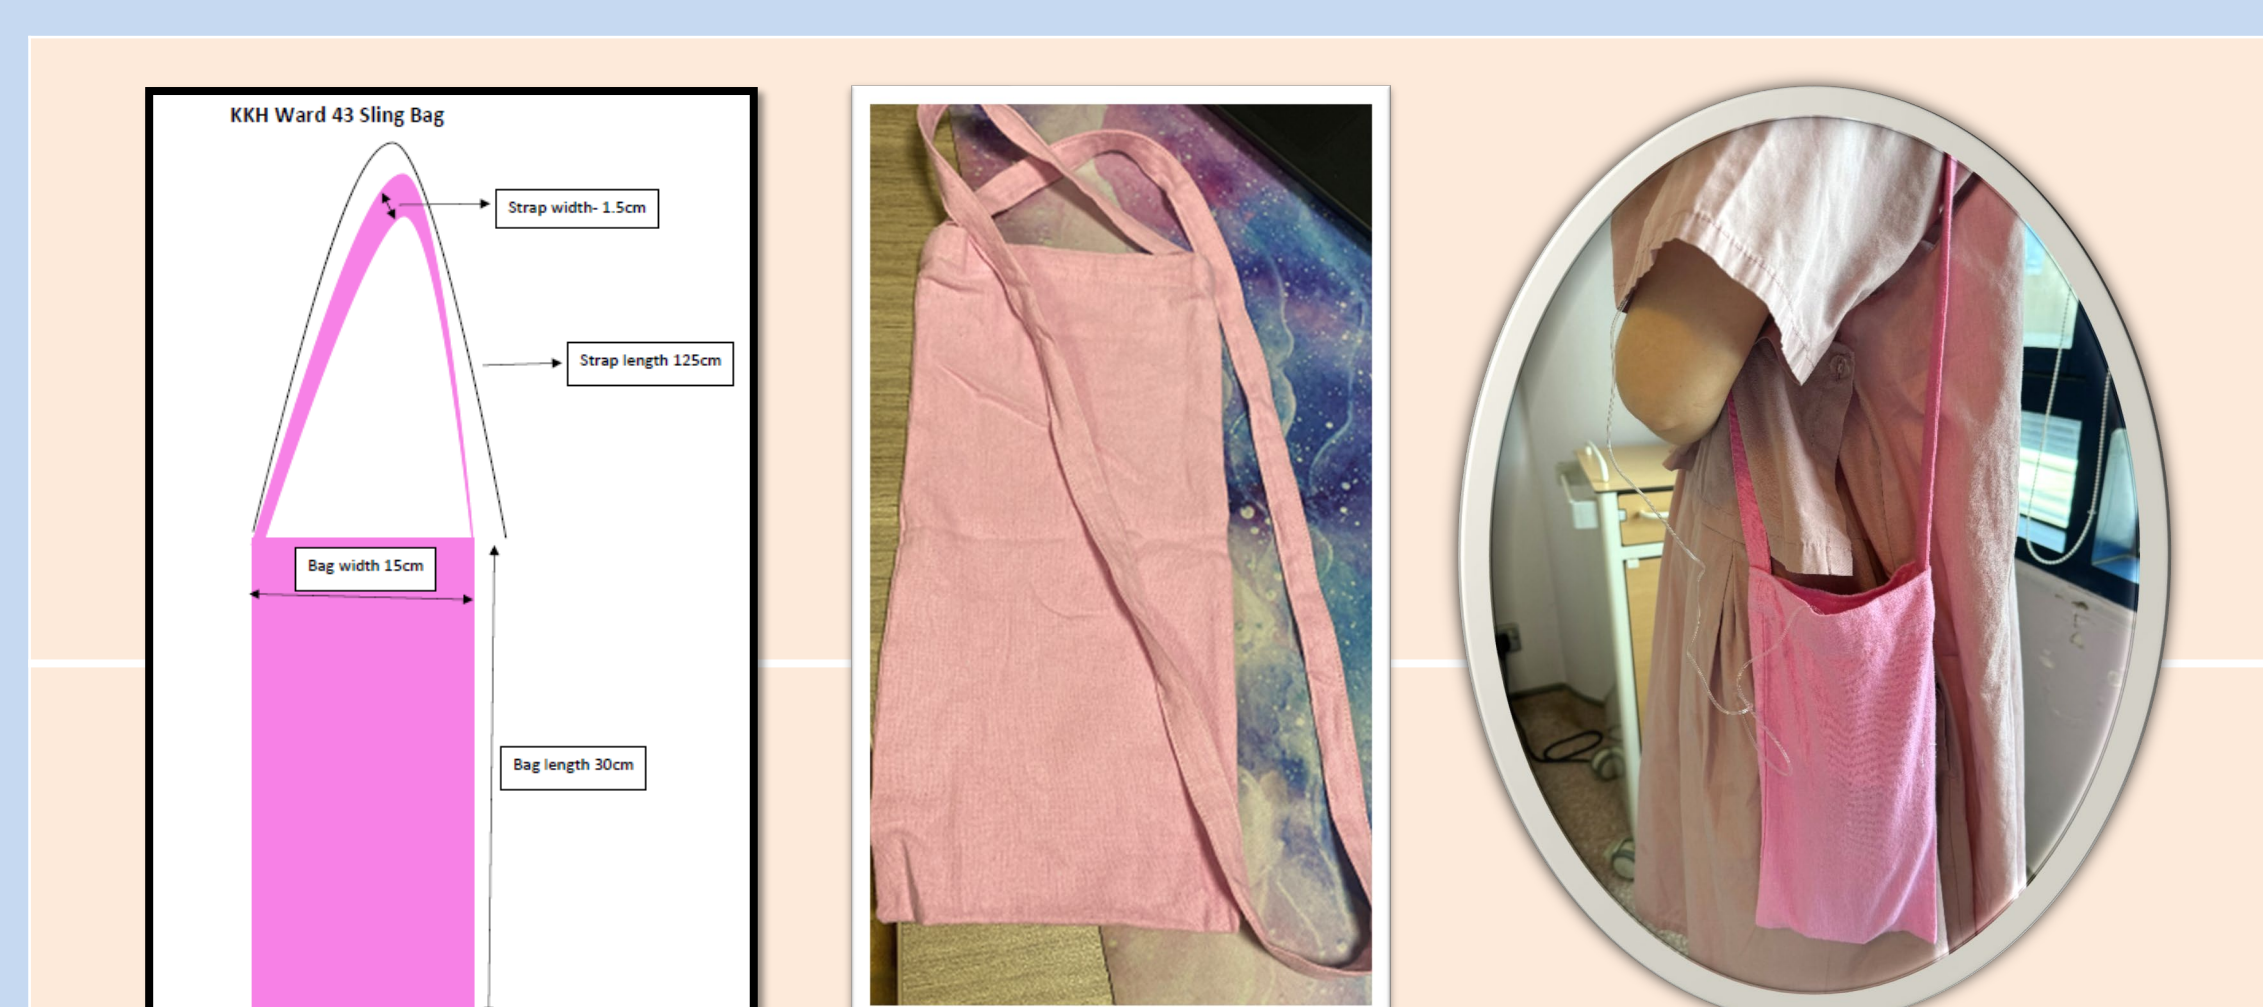 KKH Ward 43 Sling Bag
Strap width- 1.5cm
Strap length 125cm
Bag width 15cm
Bag length 30cm